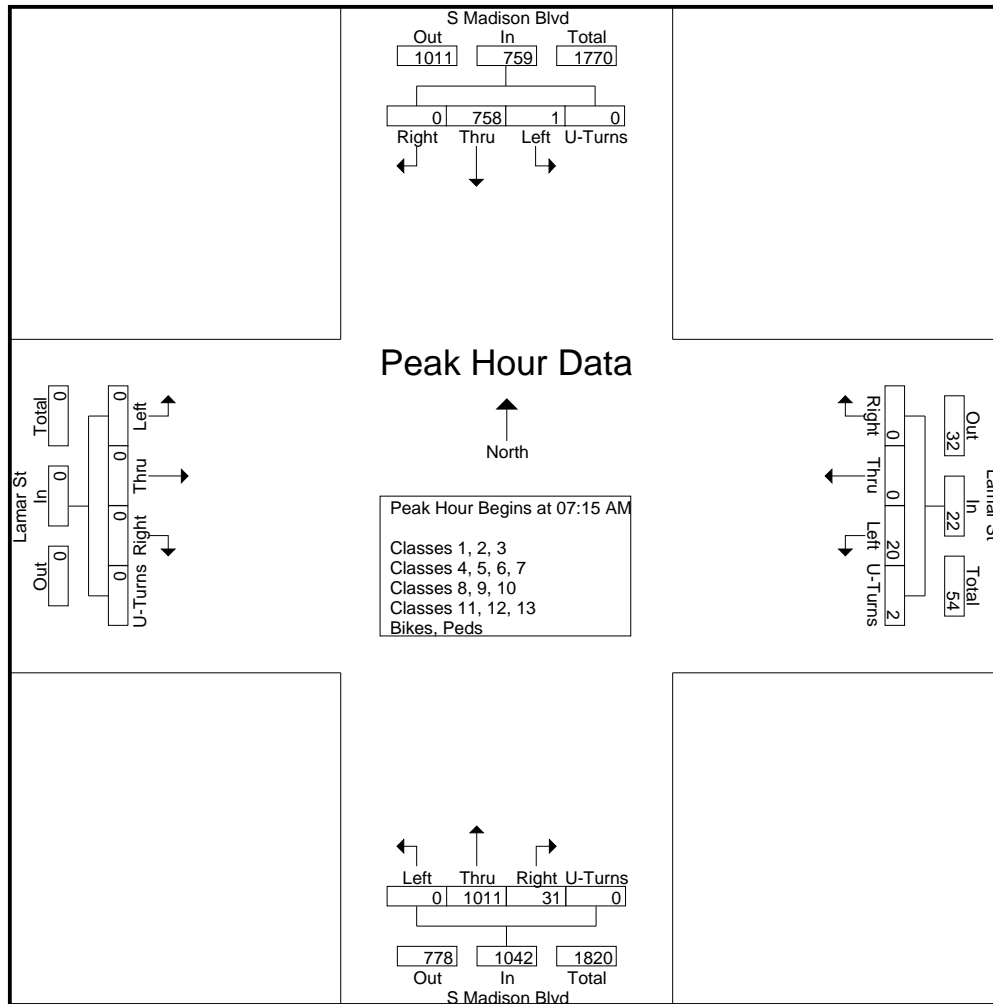 S Madison Blvd
Out In Total
1011 759 1770
0 758 1 0
Right Thru Left U-Turns
Peak Hour Data
North
Peak Hour Begins at 07:15 AM
Classes 1, 2, 3
Classes 4, 5, 6, 7
Classes 8, 9, 10
Classes 11, 12, 13
Bikes, Peds
Lamar St
Out In Total
0 0 0
0 0 0 0
U-Turns Right Thru Left
Lamar St
Out In Total
32 22 54
0 0 20 2
Right Thru Left U-Turns
Left Thru Right U-Turns
0 1011 31 0
778 1042 1820
Out In Total
S Madison Blvd